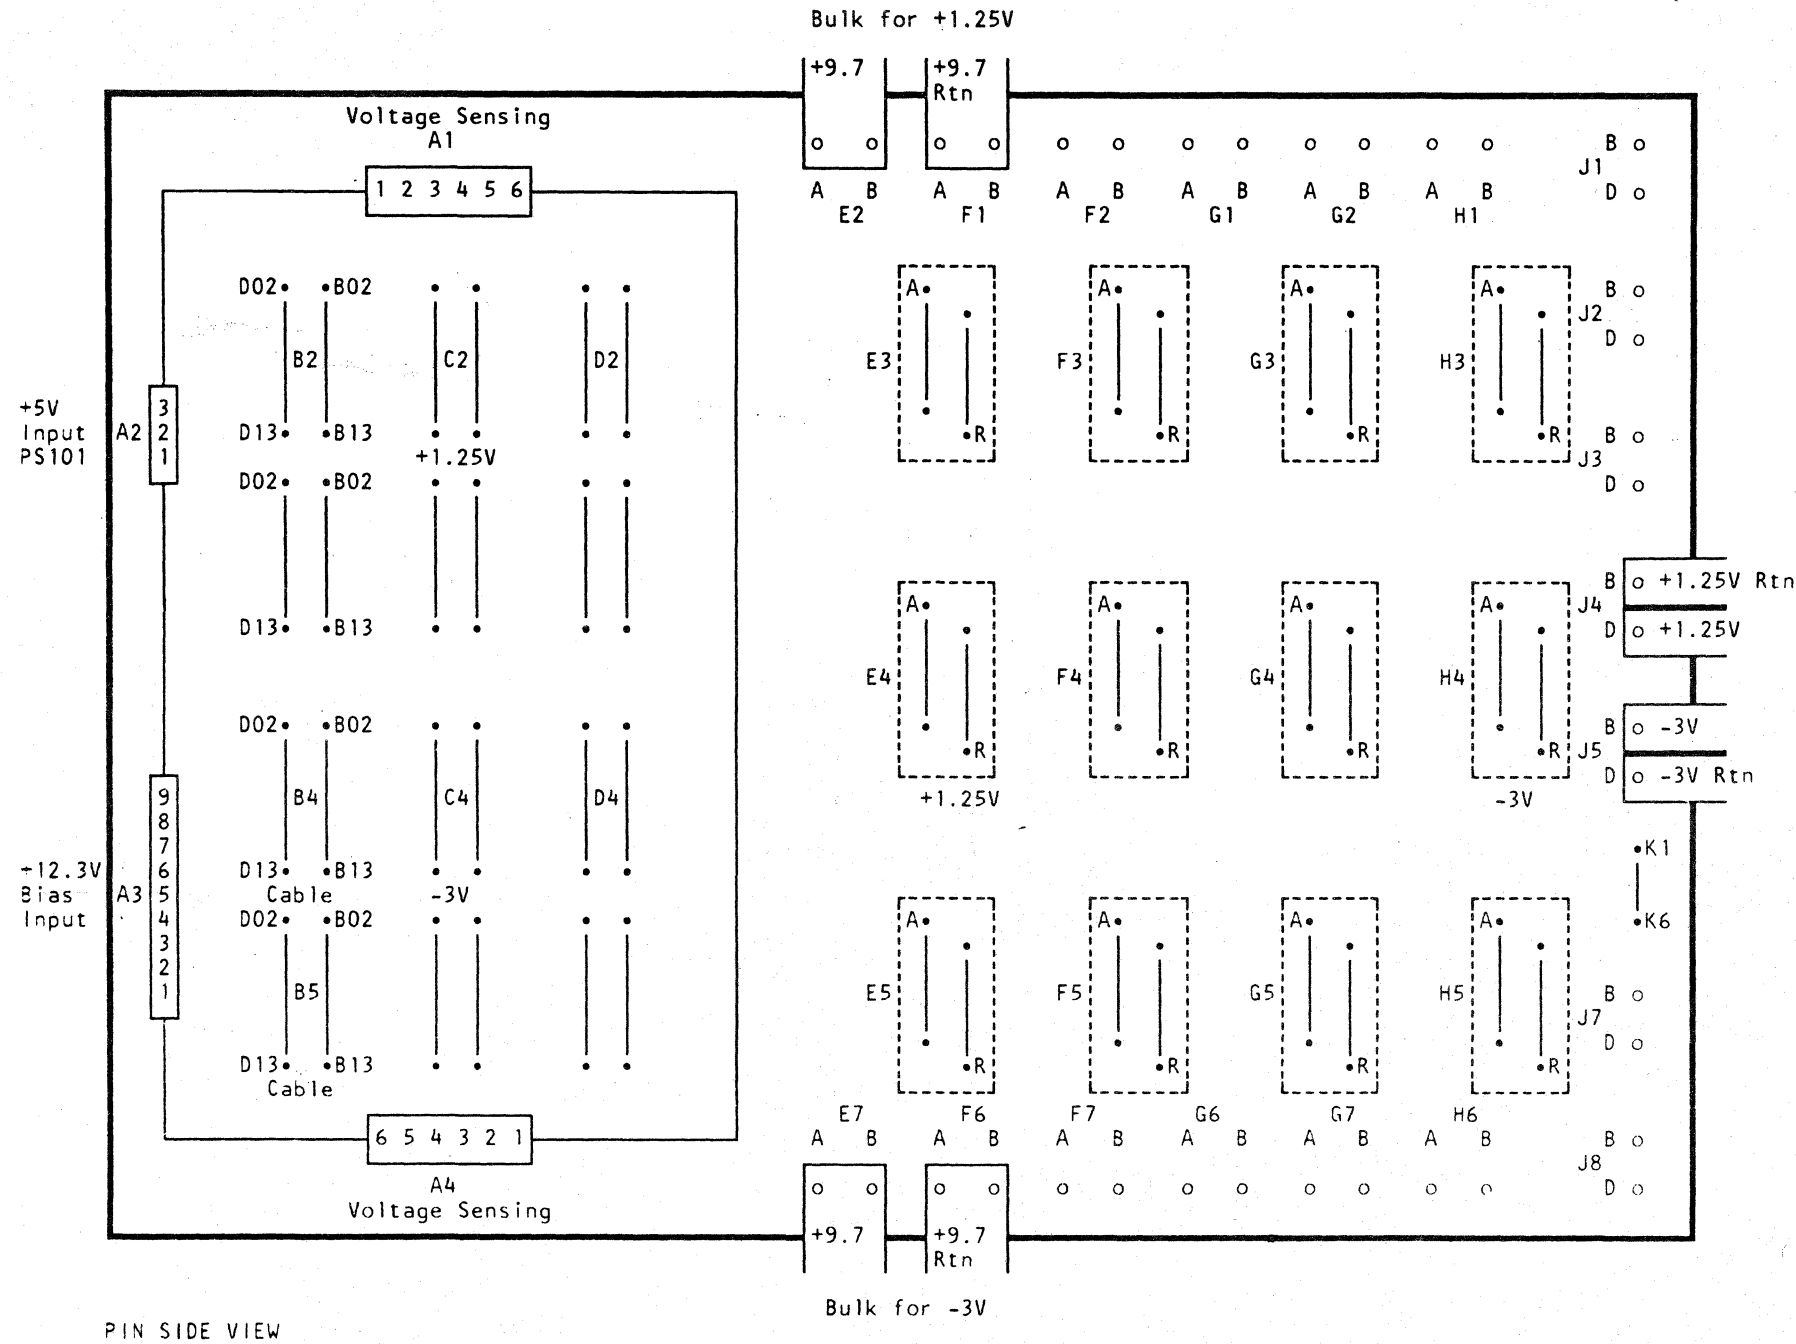 Bulk for +1.25V
+9.7 +9.7
Rtn
Voltage Sensing
A1
1 2 3 4 5 6
B
J1
D
A B A B A B A B A B A B
E2 F1 F2 G1 G2 H1
D02 B02
B2 C2 D2
D13 B13
+1.25V
D02 B02
D13 B13
A A A A
E3 F3 G3 H3
R R R R
B
J2
D
B
J3
D
+5V
Input
PS101
A2
3
2
1
A A A A
E4 F4 G4 H4
R R R R
+1.25V -3V
B +1.25V Rtn
J4
D +1.25V
B -3V
J5
D -3V Rtn
K1
K6
D02 B02
B4 C4 D4
D13 B13
Cable -3V
D02 B02
B5
D13 B13
Cable
+12.3V
Bias
Input
A3
9
8
7
6
5
4
3
2
1
A A A A
E5 F5 G5 H5
R R R R
B
J7
D
E7 F6 F7 G6 G7 H6
A B A B A B A B A B A B
B
J8
D
6 5 4 3 2 1
A4
Voltage Sensing
+9.7 +9.7
Rtn
Bulk for -3V
PIN SIDE VIEW